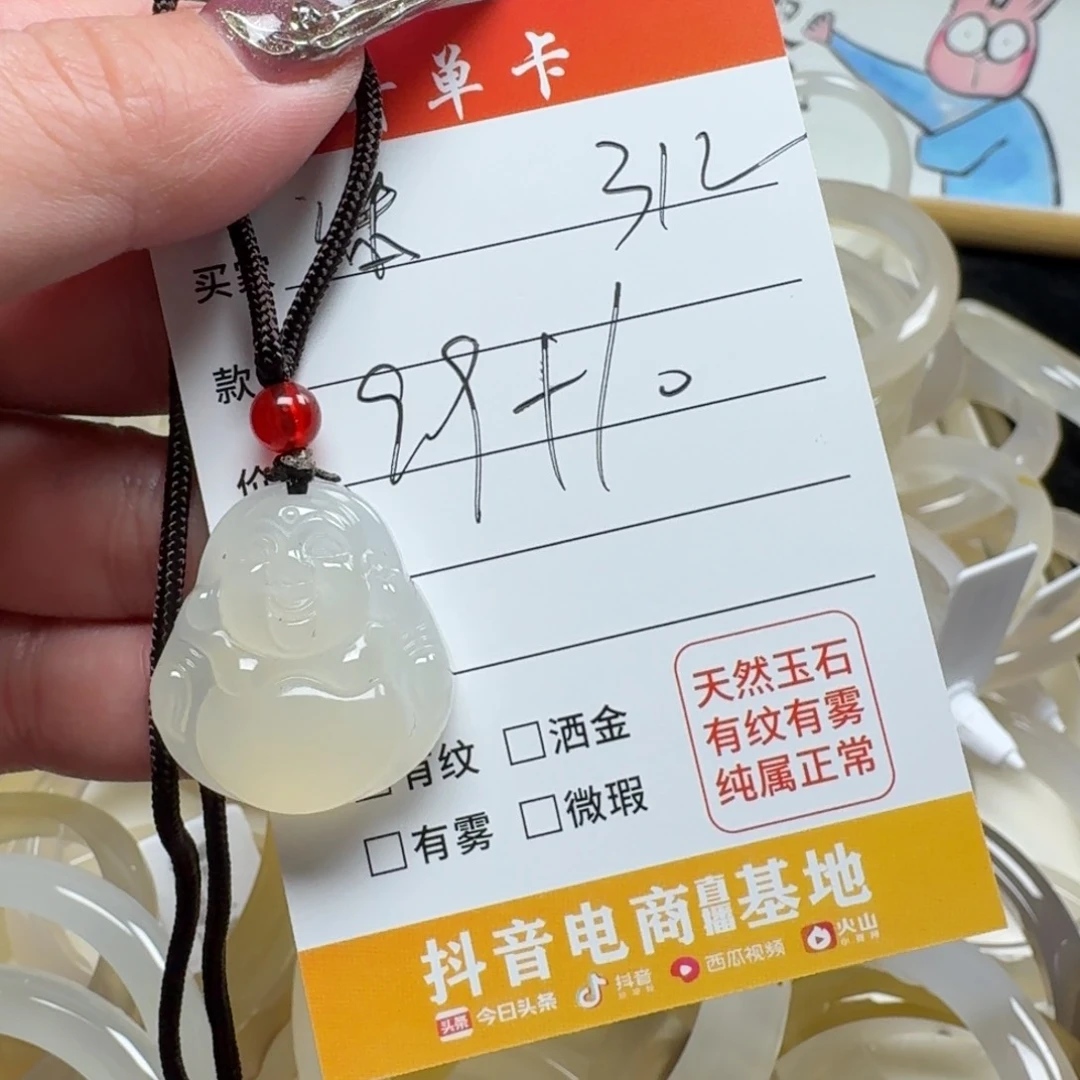 单卡
312
买家
款
价
29+10
有纹 □洒金
□有雾 □微瑕
天然玉石
有纹有雾
纯属正常
抖音电商直播基地
头条 今日头条 抖音 西瓜视频 火山